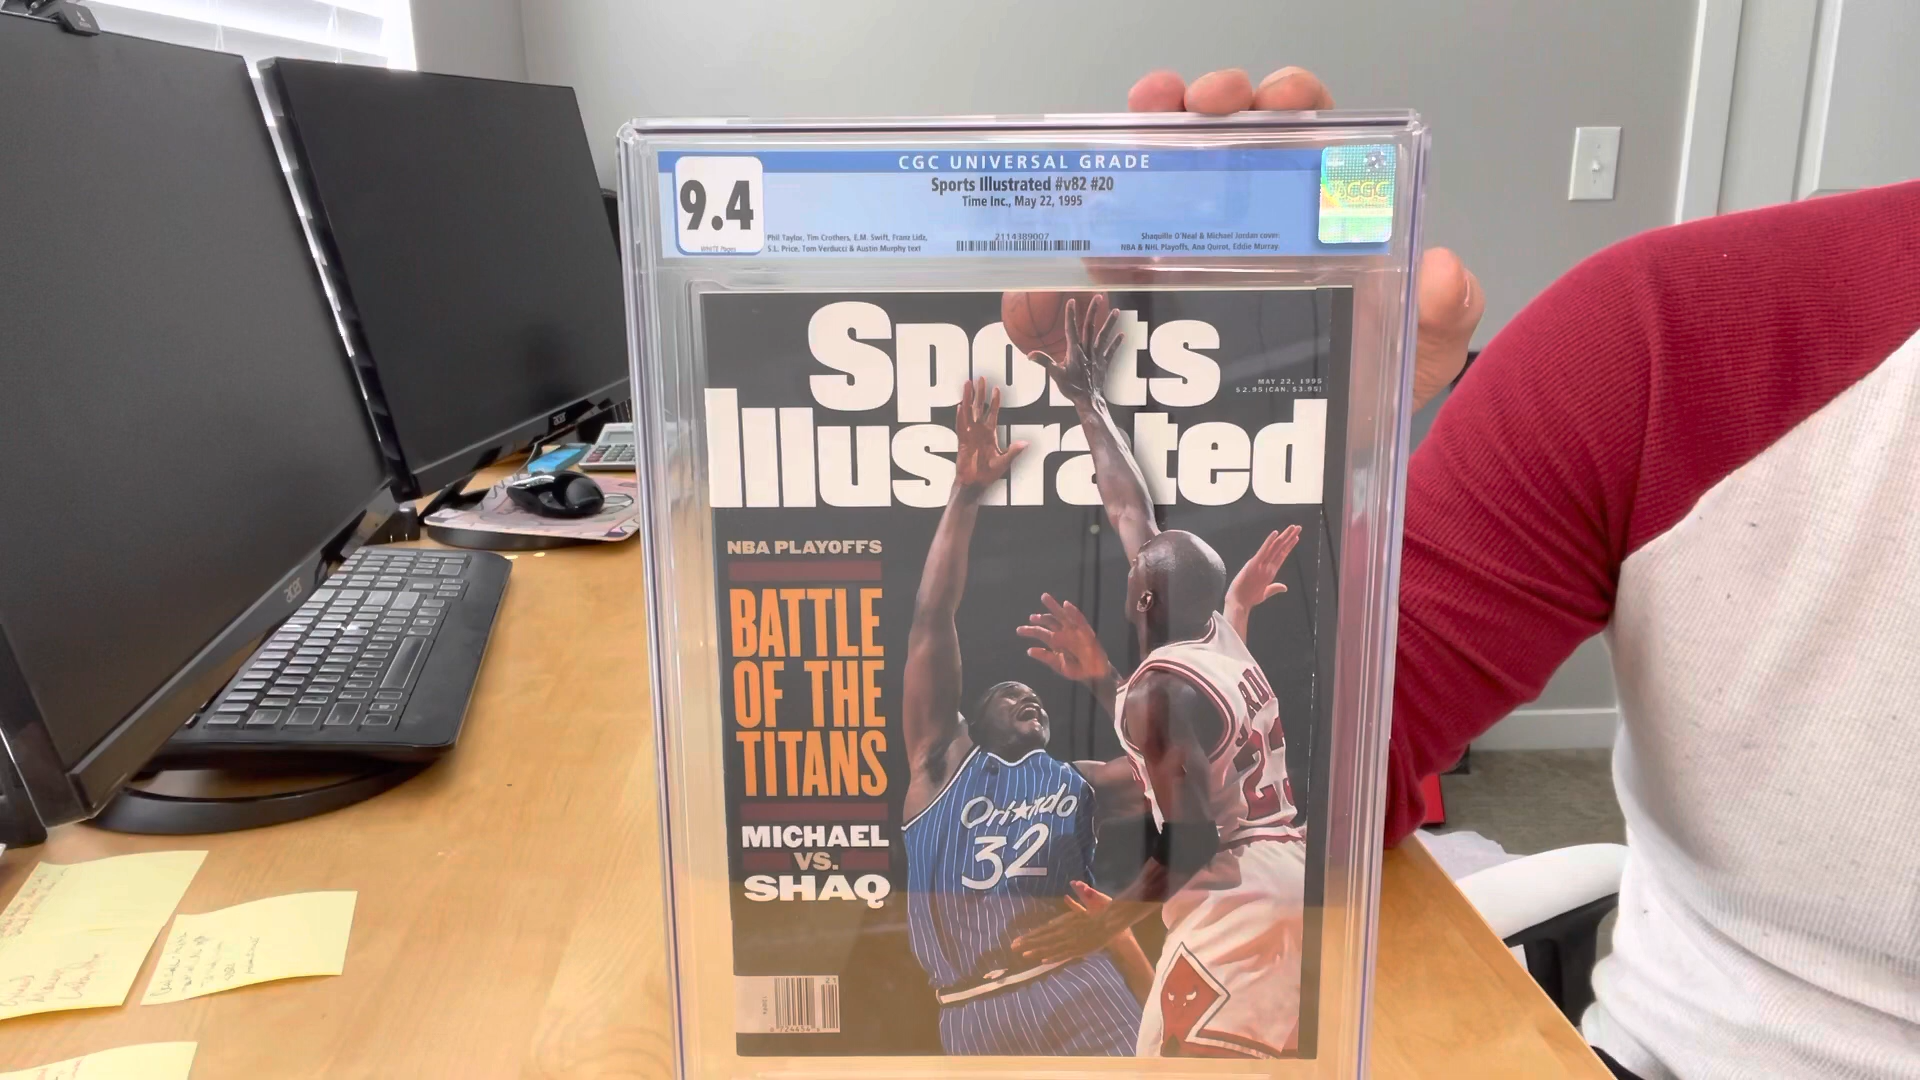 CGC UNIVERSAL GRADE
9.4
WHITE Pages
Sports Illustrated #v82 #20
Time Inc., May 22, 1995
Phil Taylor, Tim Crothers, E.M. Swift, Franz Lidz,
S.L. Price, Tom Verducci & Austin Murphy text
2114389007
Shaquille O'Neal & Michael Jordan cover.
NBA & NHL Playoffs, Ana Quirot, Eddie Murray.
CGC
Sports
Illustrated
MAY 22, 1995
$2.95 (CAN. $3.95)
NBA PLAYOFFS
BATTLE
OF THE
TITANS
MICHAEL
VS.
SHAQ
Orlando
32
23
acer
acer